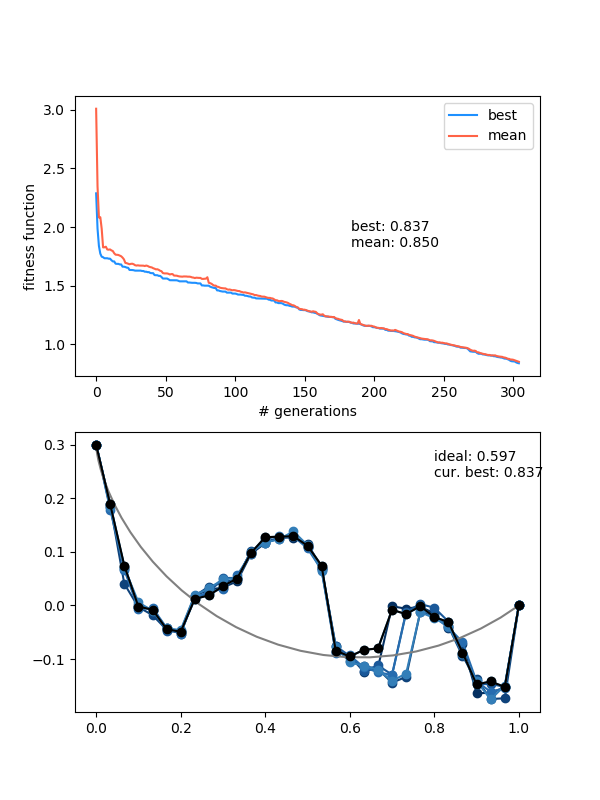 3.0
2.5
2.0
1.5
1.0
fitness function
best
mean
best: 0.837
mean: 0.850
0 50 100 150 200 250 300
# generations
0.3
0.2
0.1
0.0
−0.1
ideal: 0.597
cur. best: 0.837
0.0 0.2 0.4 0.6 0.8 1.0